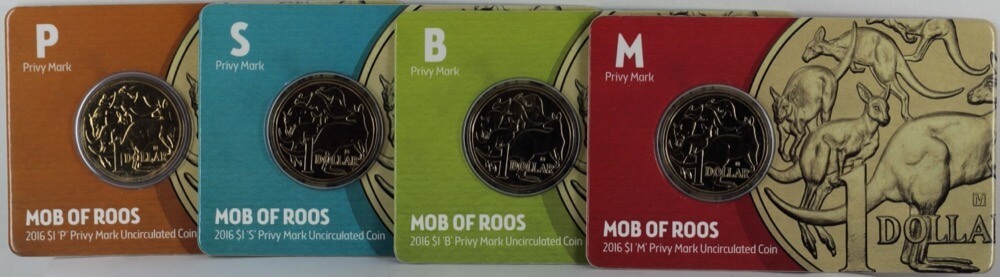 P
Privy Mark
MOB OF ROOS
2016 $1 'P' Privy Mark Uncirculated Coin
1 DOLLAR
S
Privy Mark
MOB OF ROOS
2016 $1 'S' Privy Mark Uncirculated Coin
1 DOLLAR
B
Privy Mark
MOB OF ROOS
2016 $1 'B' Privy Mark Uncirculated Coin
1 DOLLAR
M
Privy Mark
MOB OF ROOS
2016 $1 'M' Privy Mark Uncirculated Coin
1 DOLLAR
M
1 DOLLA